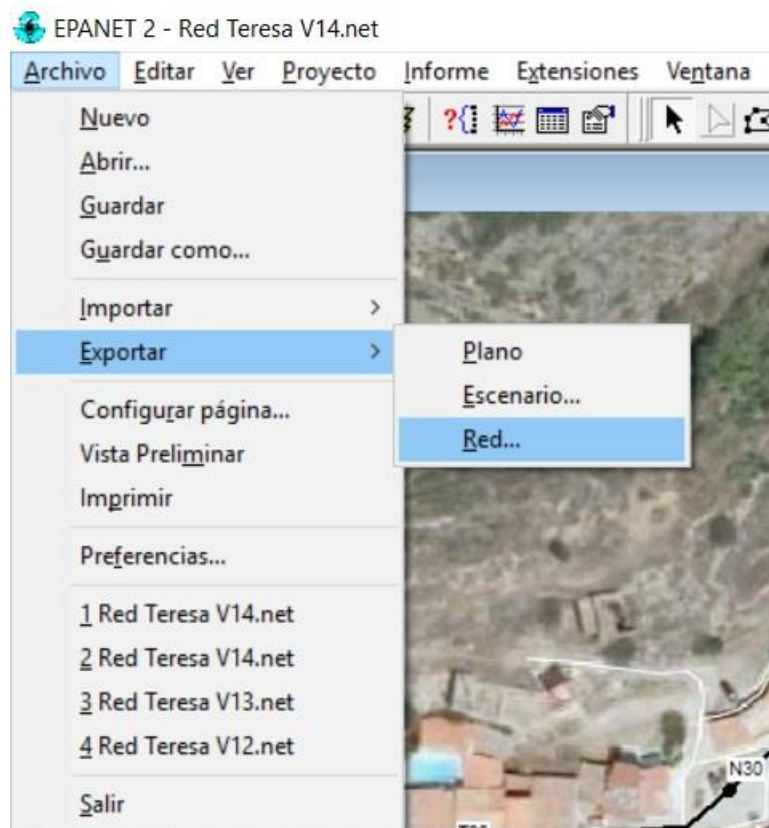 EPANET 2 - Red Teresa V14.net
Archivo Editar Ver Proyecto Informe Extensiones Ventana
Nuevo
Abrir...
Guardar
Guardar como...
Importar
Exportar
Plano
Escenario...
Red...
Configurar página...
Vista Preliminar
Imprimir
Preferencias...
1 Red Teresa V14.net
2 Red Teresa V14.net
3 Red Teresa V13.net
4 Red Teresa V12.net
N30
Salir